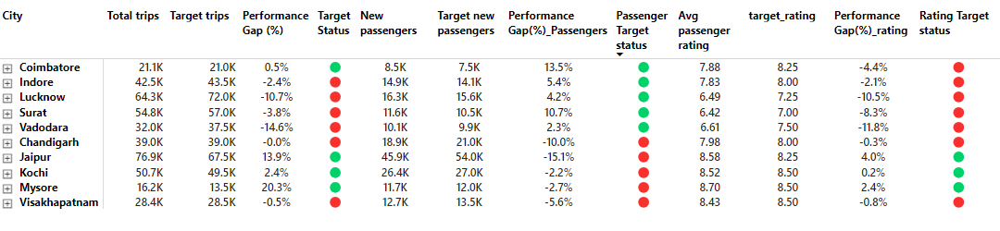 City Total trips Target trips Performance Gap (%) Target Status New passengers Target new passengers Performance Gap(%)_Passengers Passenger Target status Avg passenger rating target_rating Performance Gap(%)_rating Rating Target status
Coimbatore 21.1K 21.0K 0.5% 8.5K 7.5K 13.5% 7.88 8.25 -4.4%
Indore 42.5K 43.5K -2.4% 14.9K 14.1K 5.4% 7.83 8.00 -2.1%
Lucknow 64.3K 72.0K -10.7% 16.3K 15.6K 4.2% 6.49 7.25 -10.5%
Surat 54.8K 57.0K -3.8% 11.6K 10.5K 10.7% 6.42 7.00 -8.3%
Vadodara 32.0K 37.5K -14.6% 10.1K 9.9K 2.3% 6.61 7.50 -11.8%
Chandigarh 39.0K 39.0K -0.0% 18.9K 21.0K -10.0% 7.98 8.00 -0.3%
Jaipur 76.9K 67.5K 13.9% 45.9K 54.0K -15.1% 8.58 8.25 4.0%
Kochi 50.7K 49.5K 2.4% 26.4K 27.0K -2.2% 8.52 8.50 0.2%
Mysore 16.2K 13.5K 20.3% 11.7K 12.0K -2.7% 8.70 8.50 2.4%
Visakhapatnam 28.4K 28.5K -0.5% 12.7K 13.5K -5.6% 8.43 8.50 -0.8%